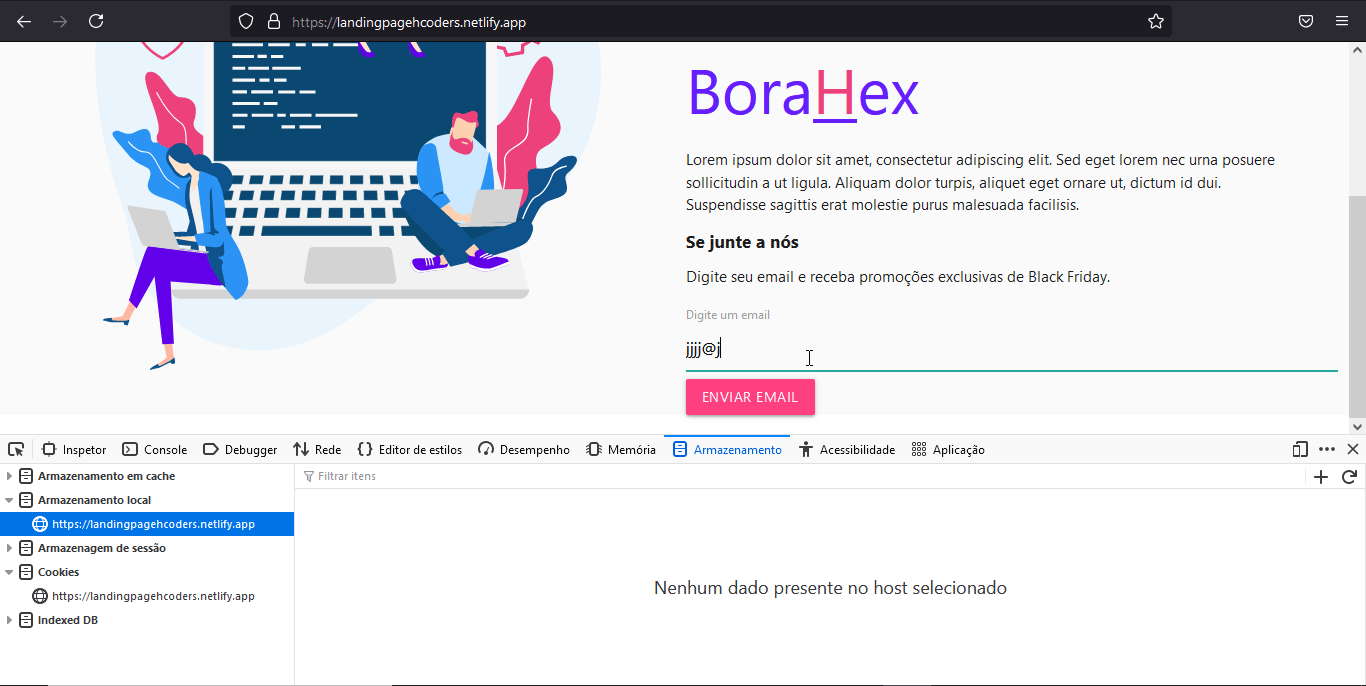 https://landingpagehcoders.netlify.app
BoraHex
Lorem ipsum dolor sit amet, consectetur adipiscing elit. Sed eget lorem nec urna posuere
sollicitudin a ut ligula. Aliquam dolor turpis, aliquet eget ornare ut, dictum id dui.
Suspendisse sagittis erat molestie purus malesuada facilisis.
Se junte a nós
Digite seu email e receba promoções exclusivas de Black Friday.
Digite um email
jjjj@j
ENVIAR EMAIL
Inspetor Console Debugger Rede Editor de estilos Desempenho Memória Armazenamento Acessibilidade Aplicação
Armazenamento em cache
Filtrar itens
Armazenamento local
https://landingpagehcoders.netlify.app
Armazenagem de sessão
Cookies
https://landingpagehcoders.netlify.app
Indexed DB
Nenhum dado presente no host selecionado